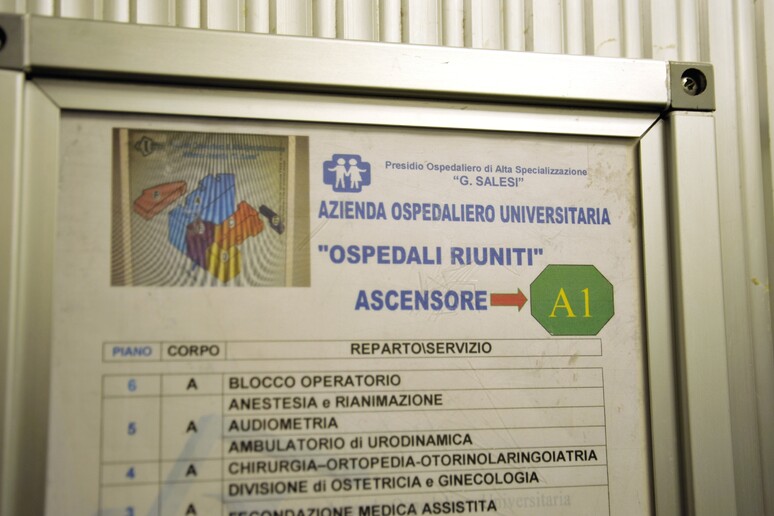 Presidio Ospedaliero di Alta Specializzazione
"G. SALESI"
AZIENDA OSPEDALIERO UNIVERSITARIA
"OSPEDALI RIUNITI"
ASCENSORE A1
PIANO CORPO REPARTO\SERVIZIO
6 A BLOCCO OPERATORIO
ANESTESIA e RIANIMAZIONE
5 A AUDIOMETRIA
AMBULATORIO di URODINAMICA
4 A CHIRURGIA–ORTOPEDIA-OTORINOLARINGOIATRIA
DIVISIONE di OSTETRICIA e GINECOLOGIA
3 A FECONDAZIONE MEDICA ASSISTITA